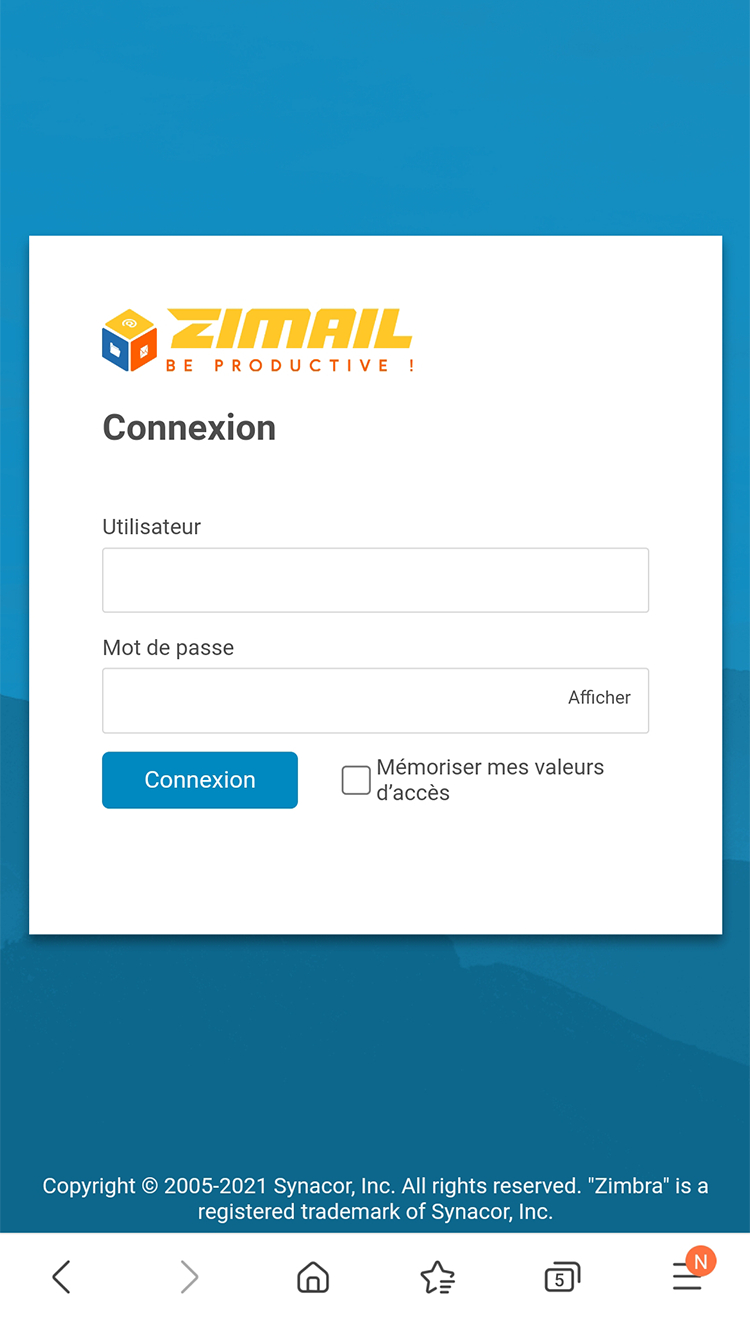 ZIMAIL
BE PRODUCTIVE !
Connexion
Utilisateur
Mot de passe
Afficher
Connexion
Mémoriser mes valeurs
d’accès
Copyright © 2005-2021 Synacor, Inc. All rights reserved. "Zimbra" is a
registered trademark of Synacor, Inc.
5
N